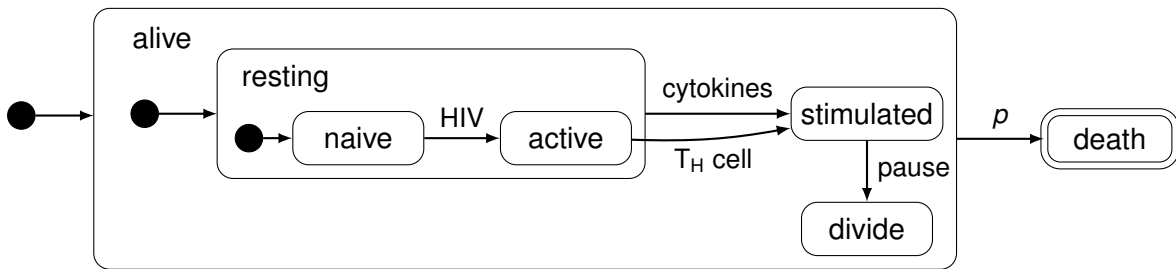 alive
resting
naive
HIV
active
cytokines
T_H cell
stimulated
pause
divide
p
death